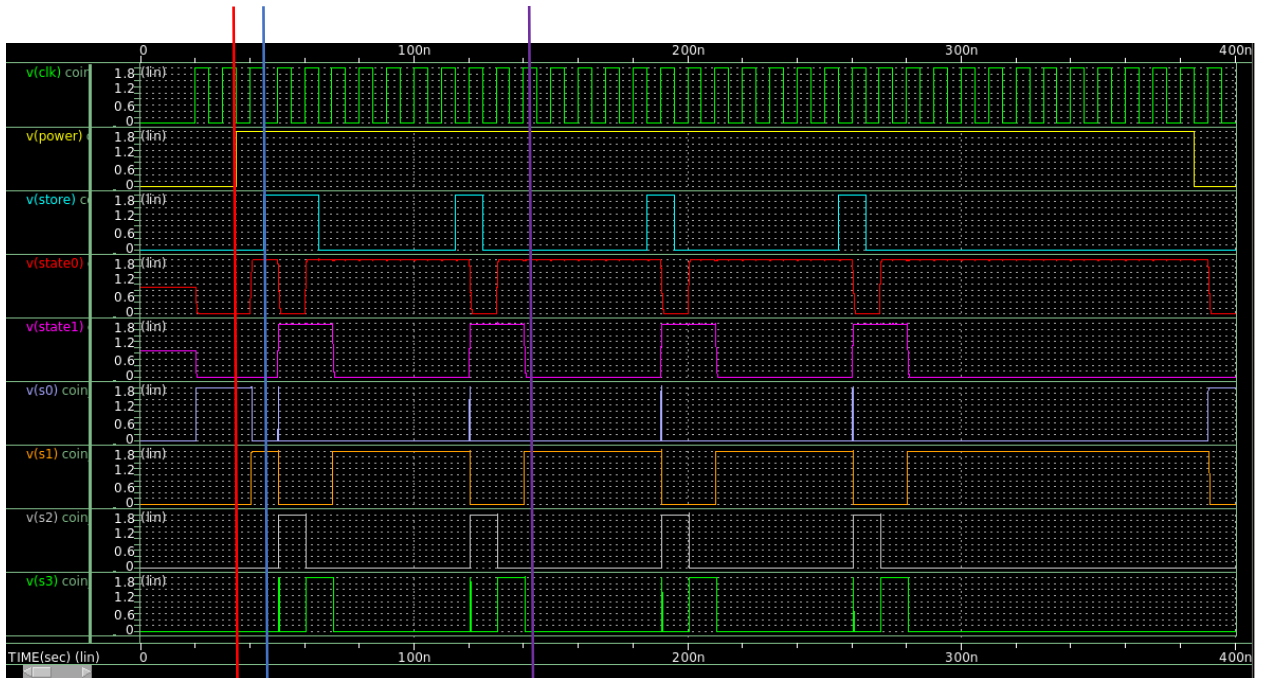 0 100n 200n 300n 400n
v(clk) coin 1.8 (lin)
1.2
0.6
0
v(power) 1.8 (lin)
1.2
0.6
0
v(store) 1.8 (lin)
1.2
0.6
0
v(state0) 1.8 (lin)
1.2
0.6
0
v(state1) 1.8 (lin)
1.2
0.6
0
v(s0) coin 1.8 (lin)
1.2
0.6
0
v(s1) coin 1.8 (lin)
1.2
0.6
0
v(s2) coin 1.8 (lin)
1.2
0.6
0
v(s3) coin 1.8 (lin)
1.2
0.6
0
TIME(sec) (lin) 0 100n 200n 300n 400n